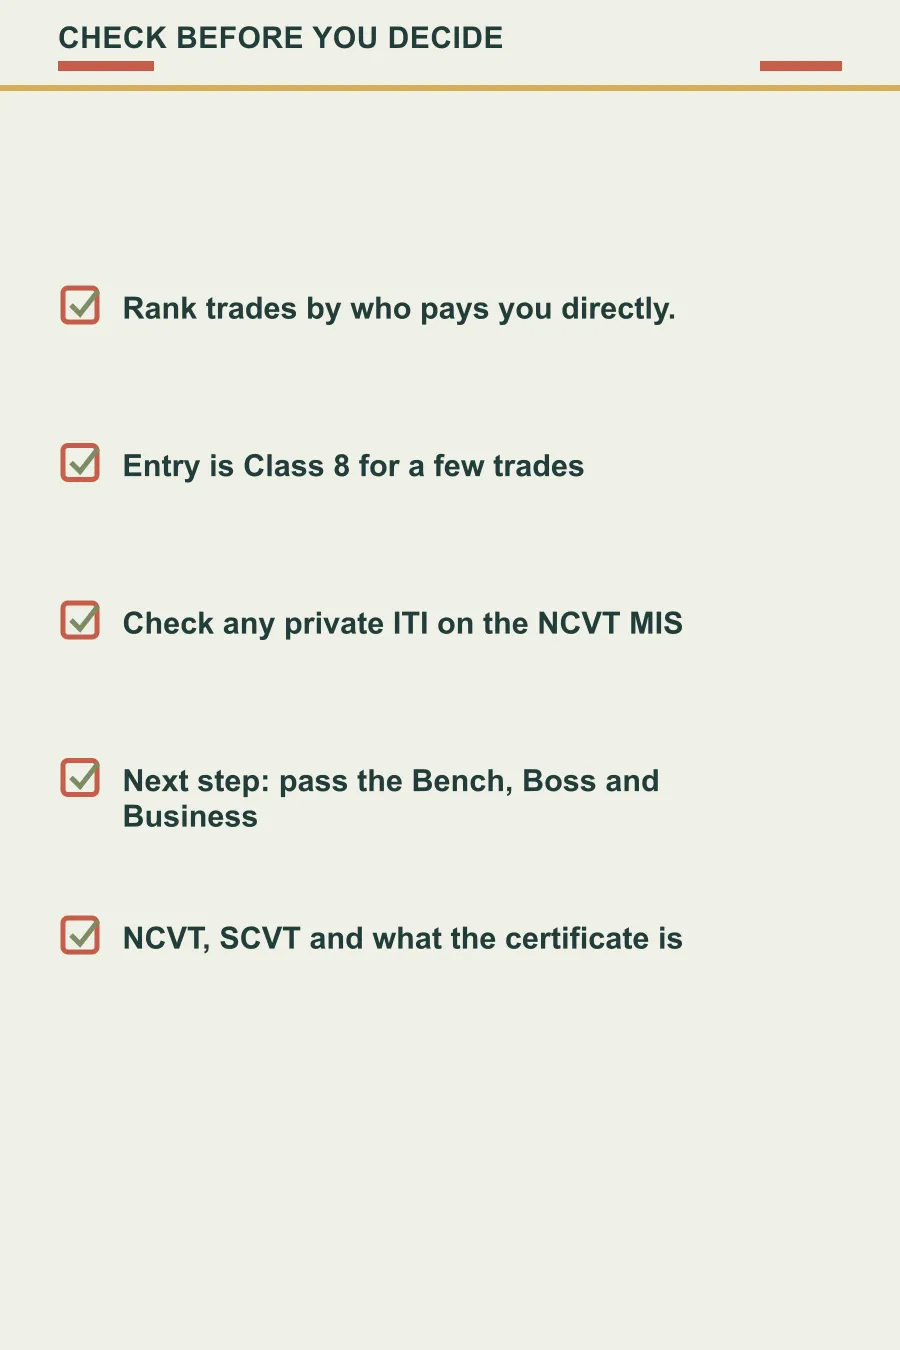 CHECK BEFORE YOU DECIDE
Rank trades by who pays you directly.
Entry is Class 8 for a few trades
Check any private ITI on the NCVT MIS
Next step: pass the Bench, Boss and
Business
NCVT, SCVT and what the certificate is